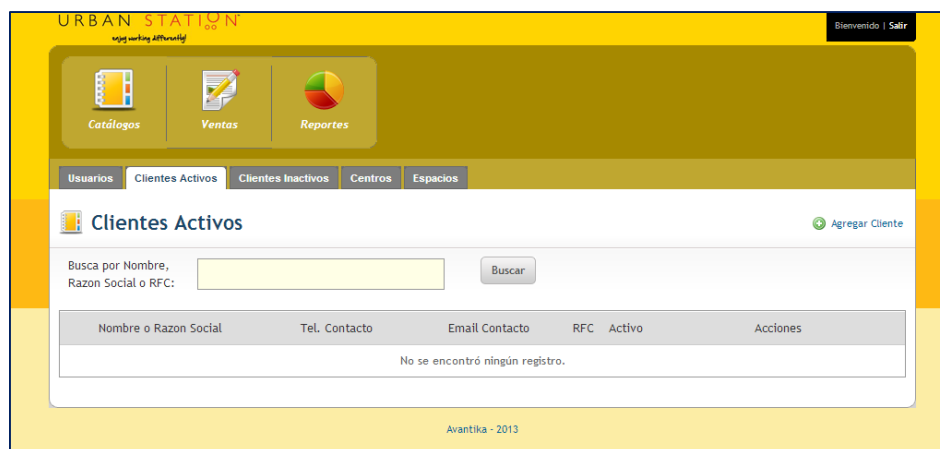 URBAN STATION
enjoy working differently!
Bienvenido | Salir
Catálogos
Ventas
Reportes
Usuarios
Clientes Activos
Clientes Inactivos
Centros
Espacios
Clientes Activos
Agregar Cliente
Busca por Nombre,
Razon Social o RFC:
Buscar
Nombre o Razon Social Tel. Contacto Email Contacto RFC Activo Acciones
No se encontró ningún registro.
Avantika - 2013